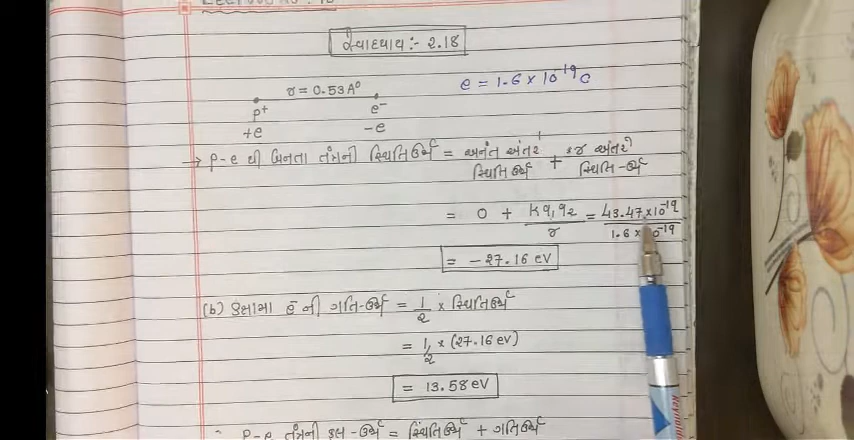 સ્વાધ્યાય :- 2.18
r = 0.53 A⁰
e = 1.6 × 10⁻¹⁹ C
p⁺ e⁻
+e -e
→ p-e થી બનતા તંત્રની સ્થિતિઊર્જા = અનંત અંતરે સ્થિતિઊર્જા + r અંતરે સ્થિતિ-ઊર્જા
= 0 + kq₁q₂ / r = 43.47×10⁻¹⁹ / 1.6×10⁻¹⁹
= -27.16 eV
(b) કક્ષામાં ē ની ગતિ-ઊર્જા = 1/2 × સ્થિતિઊર્જા
= 1/2 × (27.16 eV)
= 13.58 eV
p-e તંત્રની કુલ-ઊર્જા = સ્થિતિઊર્જા + ગતિઊર્જા